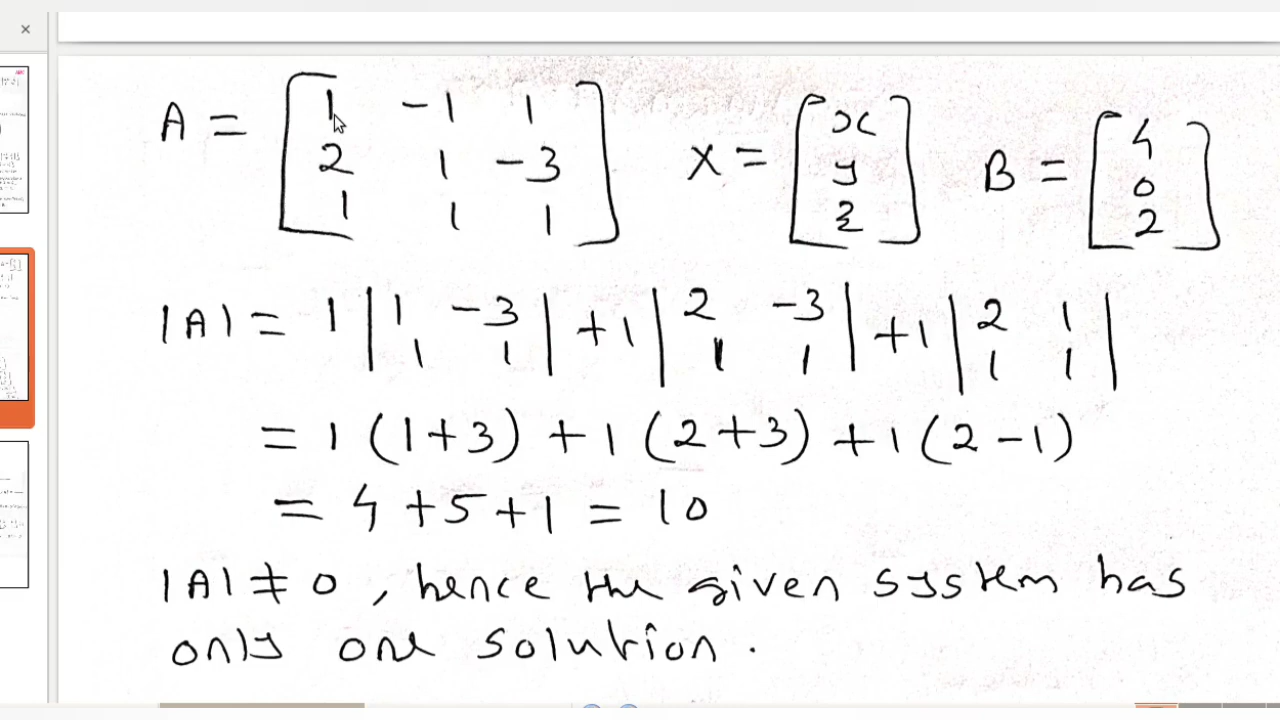 A = [ 1 -1 1 ] X = [ x ] B = [ 4 ]
[ 2 1 -3 ] [ y ] [ 0 ]
[ 1 1 1 ] [ z ] [ 2 ]
|A| = 1 | 1 -3 | +1 | 2 -3 | +1 | 2 1 |
| 1 1 | | 1 1 | | 1 1 |
= 1 (1+3) + 1 (2+3) + 1 (2-1)
= 4 + 5 + 1 = 10
|A| ≠ 0 , hence the given system has
only one solution .